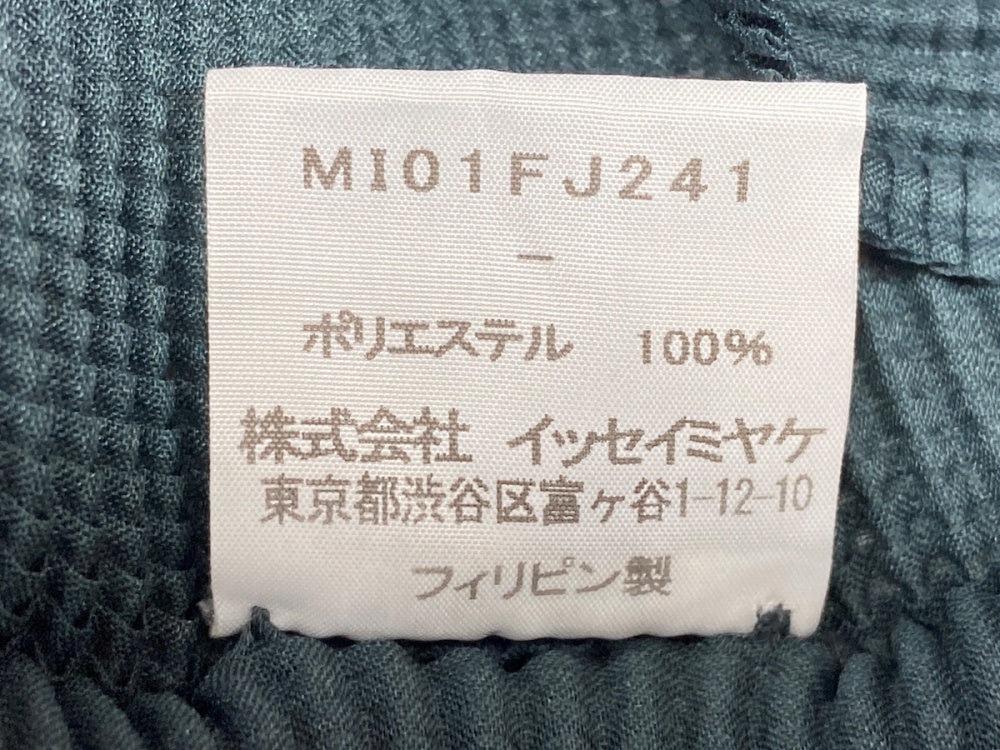 MI01FJ241
-
ポリエステル 100%
株式会社 イッセイミヤケ
東京都渋谷区富ヶ谷1-12-10
フィリピン製